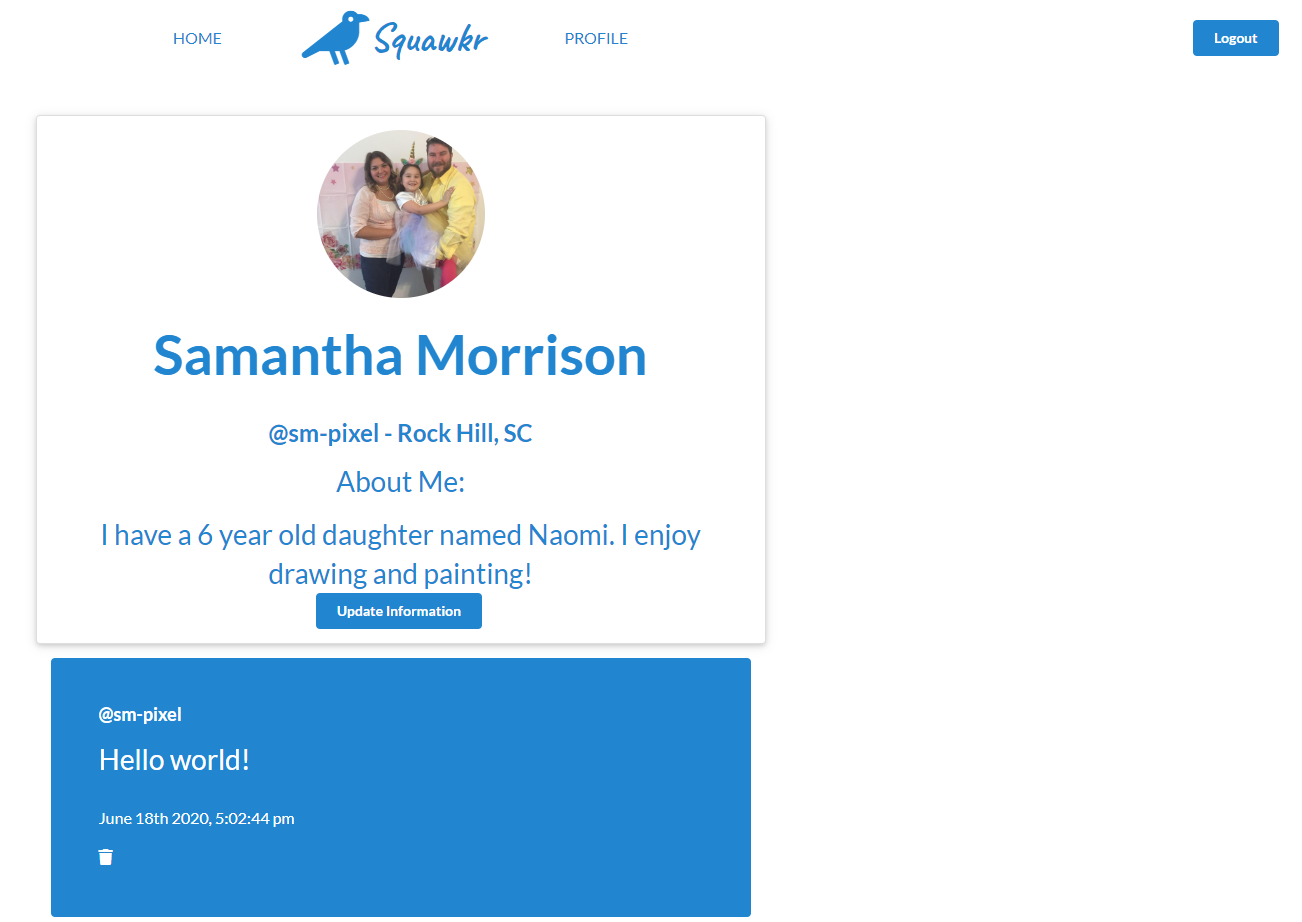 HOME
Squawkr
PROFILE
Logout
Samantha Morrison
@sm-pixel - Rock Hill, SC
About Me:
I have a 6 year old daughter named Naomi. I enjoy
drawing and painting!
Update Information
@sm-pixel
Hello world!
June 18th 2020, 5:02:44 pm